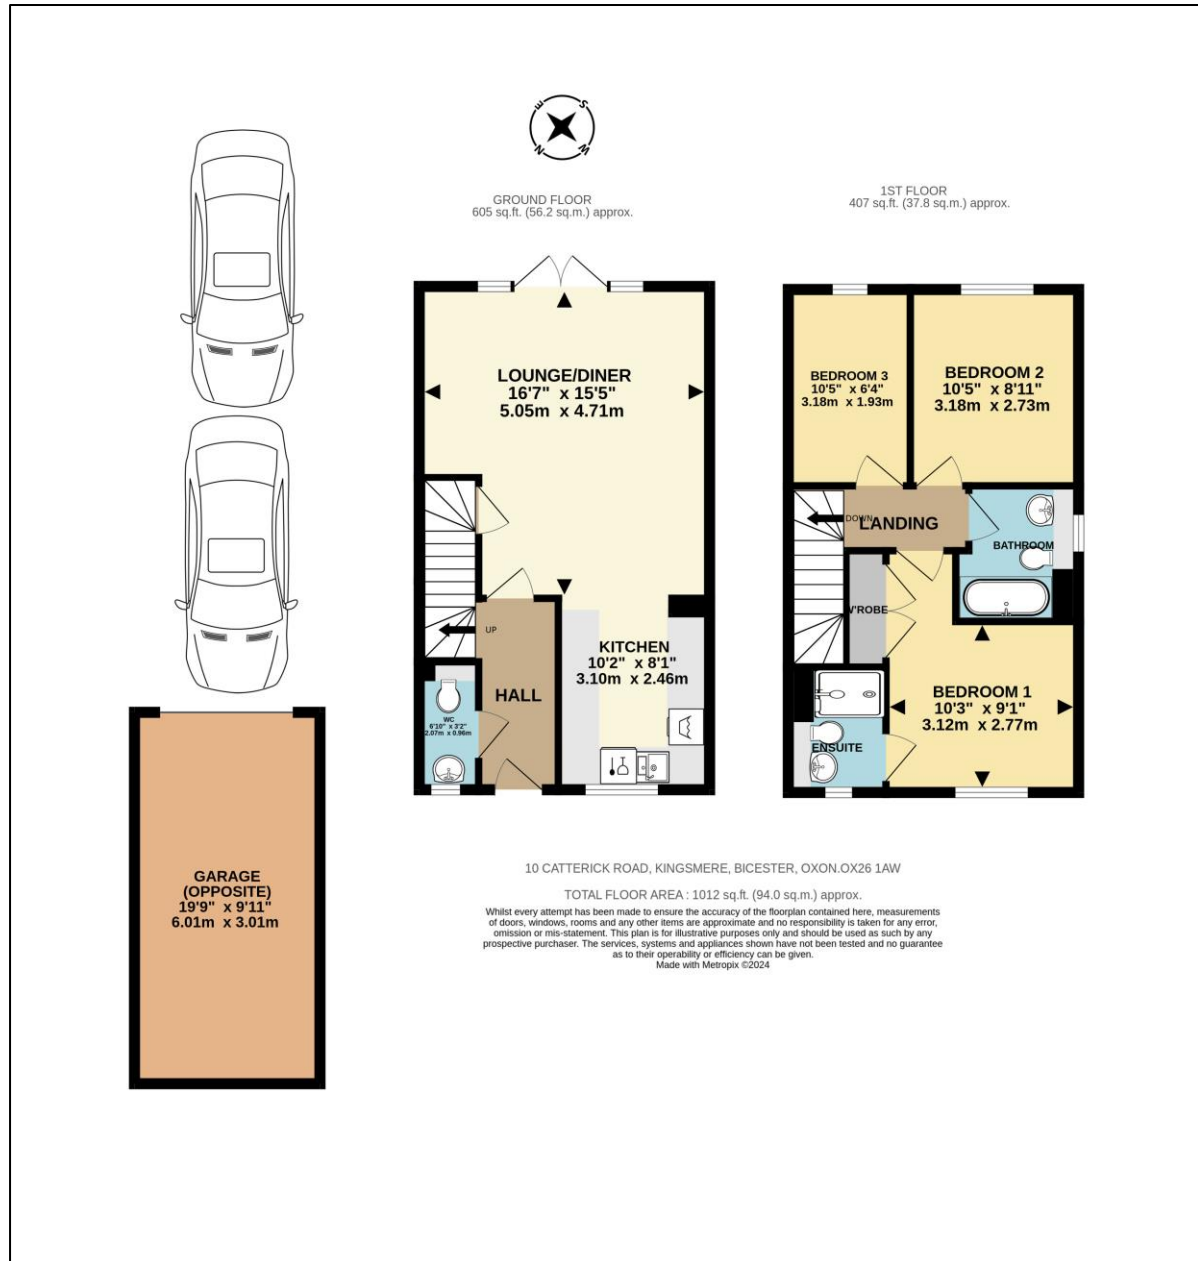 E S
N W
GROUND FLOOR
605 sq.ft. (56.2 sq.m.) approx.
1ST FLOOR
407 sq.ft. (37.8 sq.m.) approx.
LOUNGE/DINER
16'7" x 15'5"
5.05m x 4.71m
UP
HALL
KITCHEN
10'2" x 8'1"
3.10m x 2.46m
WC
6'10" x 3'2"
2.07m x 0.96m
BEDROOM 3
10'5" x 6'4"
3.18m x 1.93m
BEDROOM 2
10'5" x 8'11"
3.18m x 2.73m
DOWN
LANDING
BATHROOM
W'ROBE
BEDROOM 1
10'3" x 9'1"
3.12m x 2.77m
ENSUITE
GARAGE
(OPPOSITE)
19'9" x 9'11"
6.01m x 3.01m
10 CATTERICK ROAD, KINGSMERE, BICESTER, OXON.OX26 1AW
TOTAL FLOOR AREA : 1012 sq.ft. (94.0 sq.m.) approx.
Whilst every attempt has been made to ensure the accuracy of the floorplan contained here, measurements
of doors, windows, rooms and any other items are approximate and no responsibility is taken for any error,
omission or mis-statement. This plan is for illustrative purposes only and should be used as such by any
prospective purchaser. The services, systems and appliances shown have not been tested and no guarantee
as to their operability or efficiency can be given.
Made with Metropix ©2024